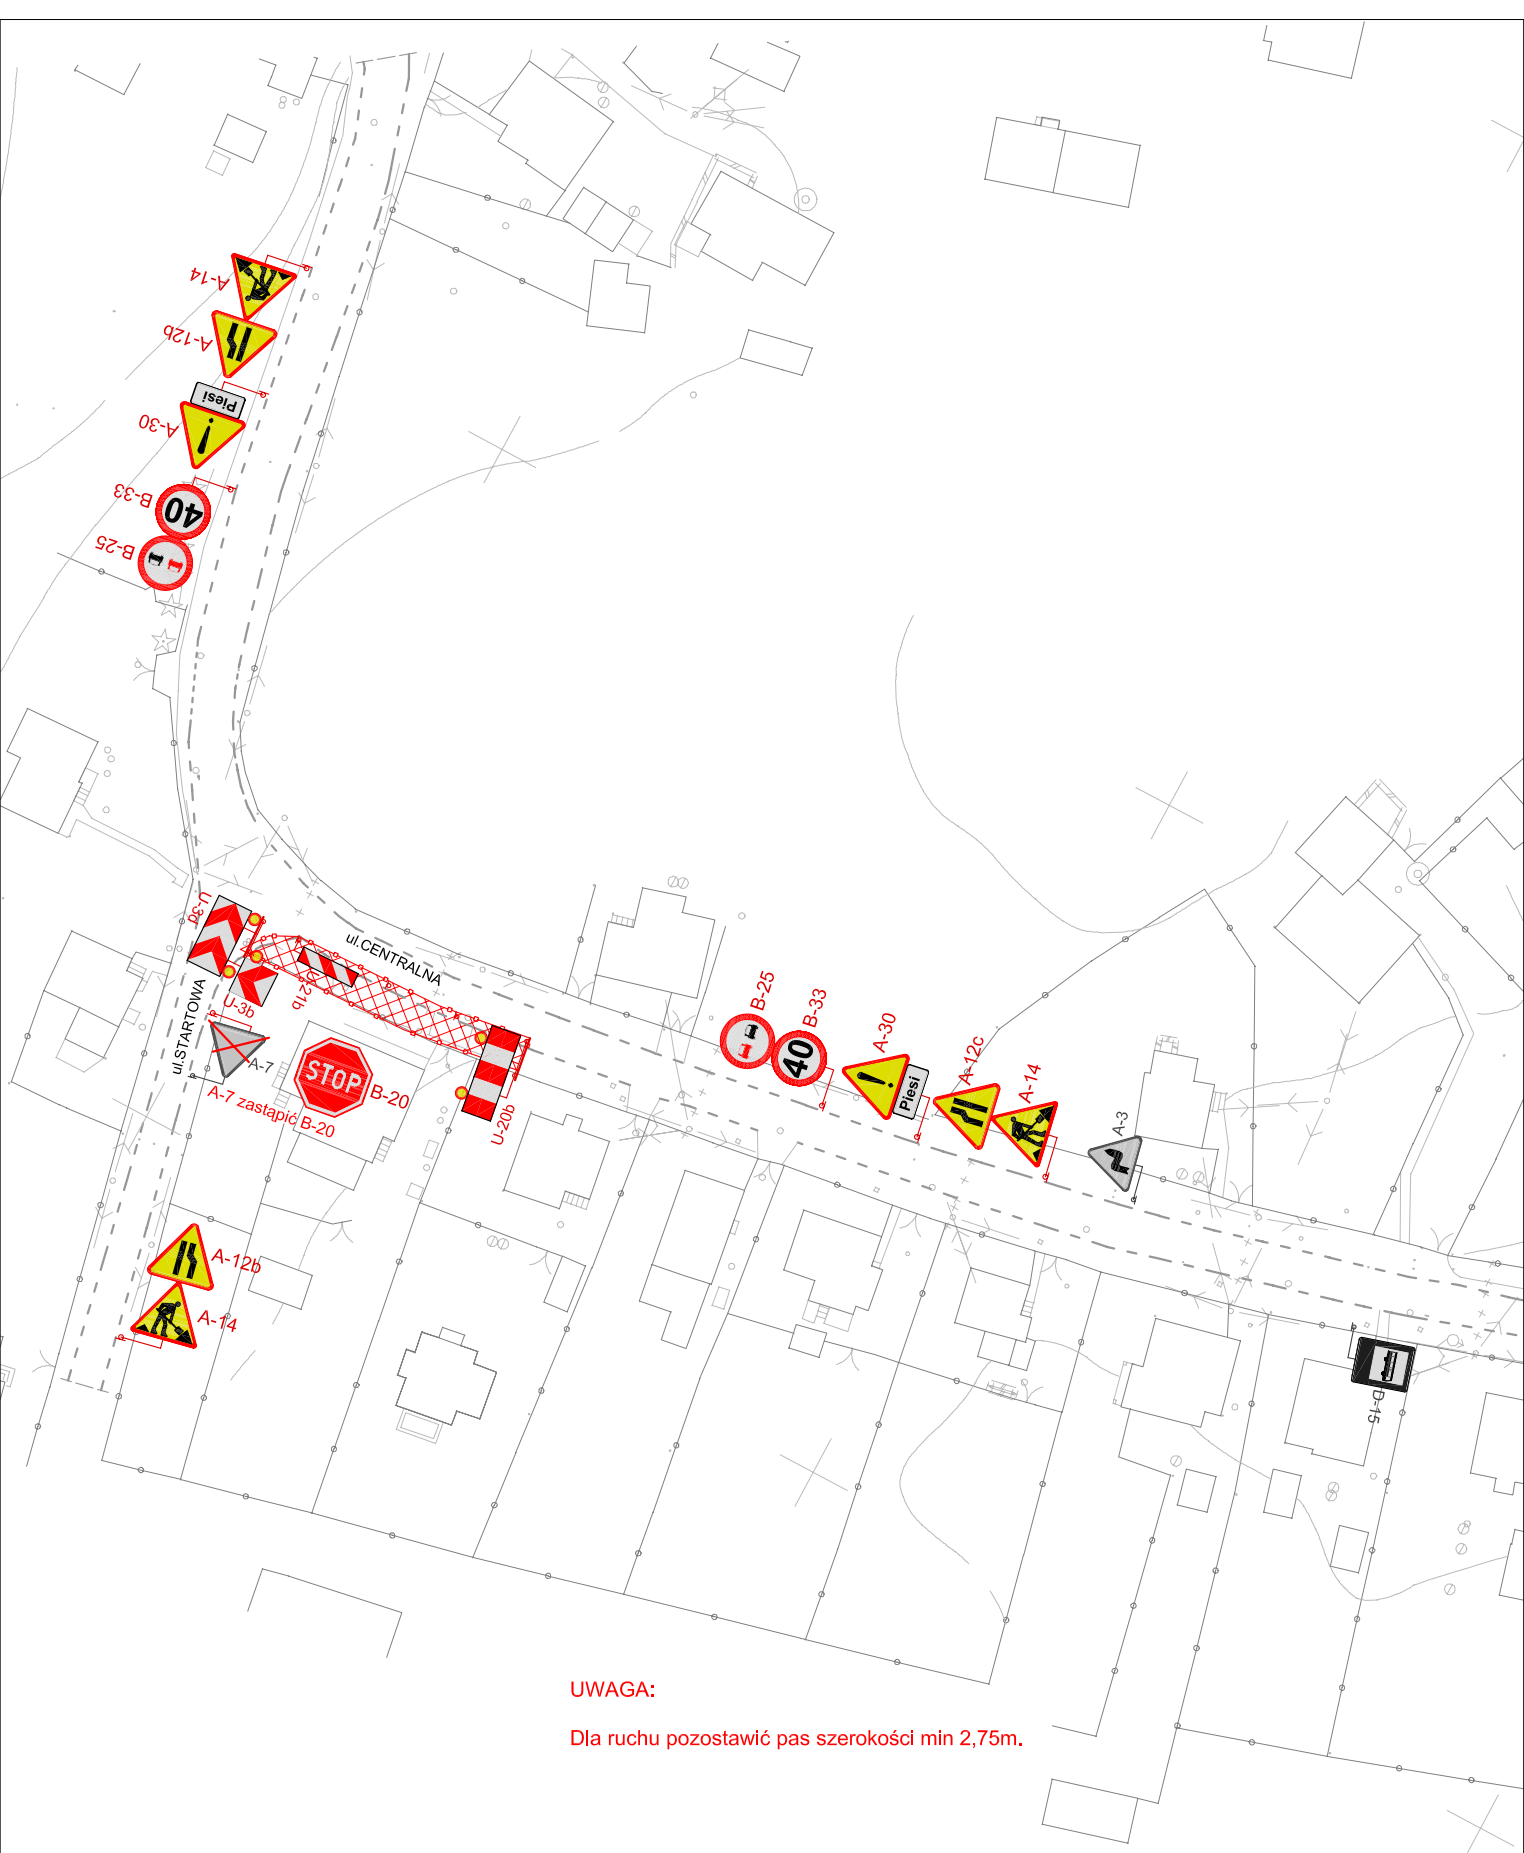 A-14
A-12b
Piesi
A-30
B-33
40
B-25
U-3d
ul.CENTRALNA
U-21b
U-3b
ul.STARTOWA
A-7
STOP
B-20
A-7 zastąpić B-20
U-20b
B-25
B-33
40
A-30
Piesi
A-12c
A-14
A-3
A-12b
A-14
D-15
UWAGA:
Dla ruchu pozostawić pas szerokości min 2,75m.